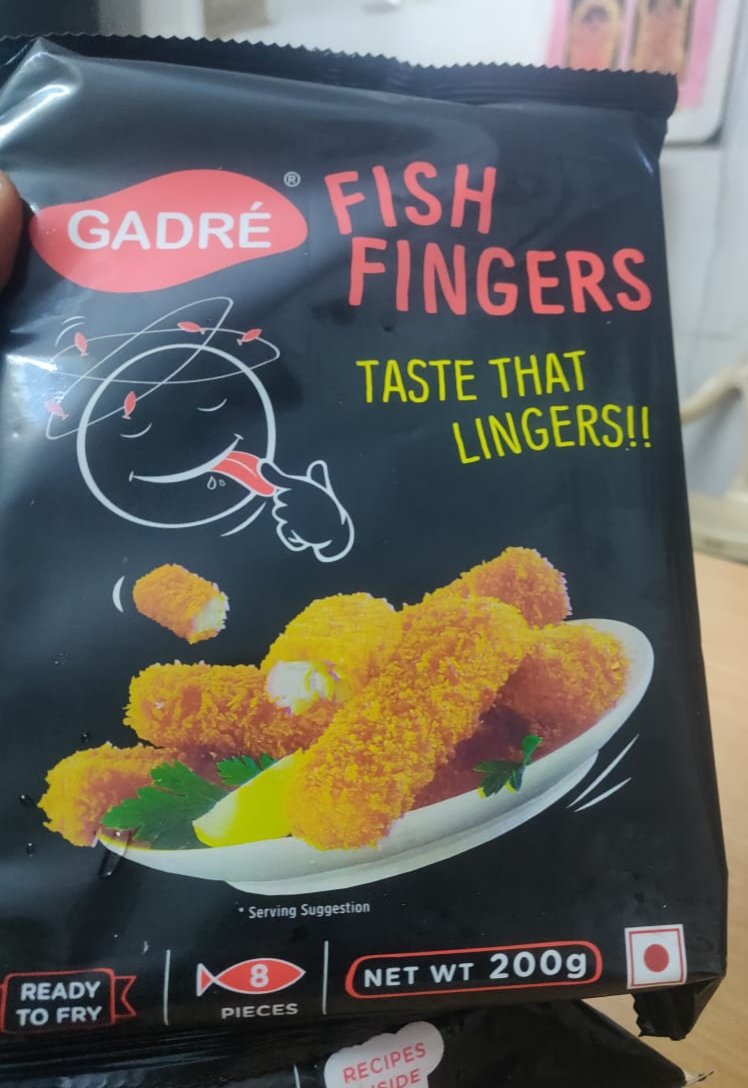 GADRÉ ®
FISH
FINGERS
TASTE THAT
LINGERS!!
* Serving Suggestion
READY
TO FRY
8
PIECES
NET WT 200g
RECIPES